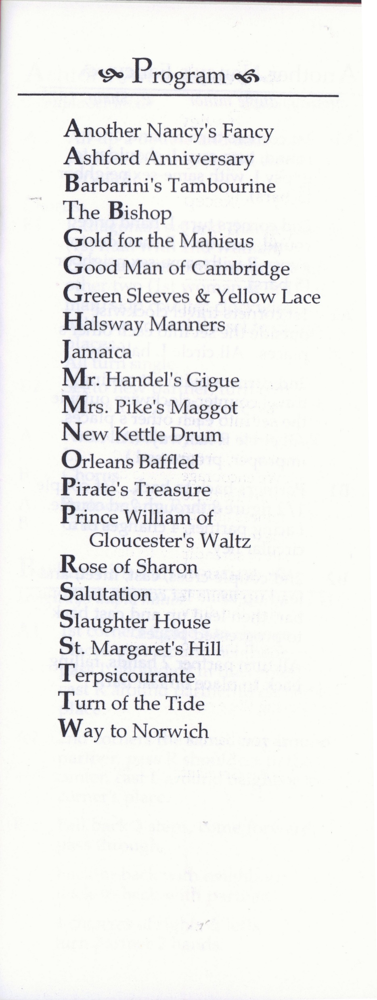 Program
Another Nancy's Fancy
Ashford Anniversary
Barbarini's Tambourine
The Bishop
Gold for the Mahieus
Good Man of Cambridge
Green Sleeves & Yellow Lace
Halsway Manners
Jamaica
Mr. Handel's Gigue
Mrs. Pike's Maggot
New Kettle Drum
Orleans Baffled
Pirate's Treasure
Prince William of
Gloucester's Waltz
Rose of Sharon
Salutation
Slaughter House
St. Margaret's Hill
Terpsicourante
Turn of the Tide
Way to Norwich